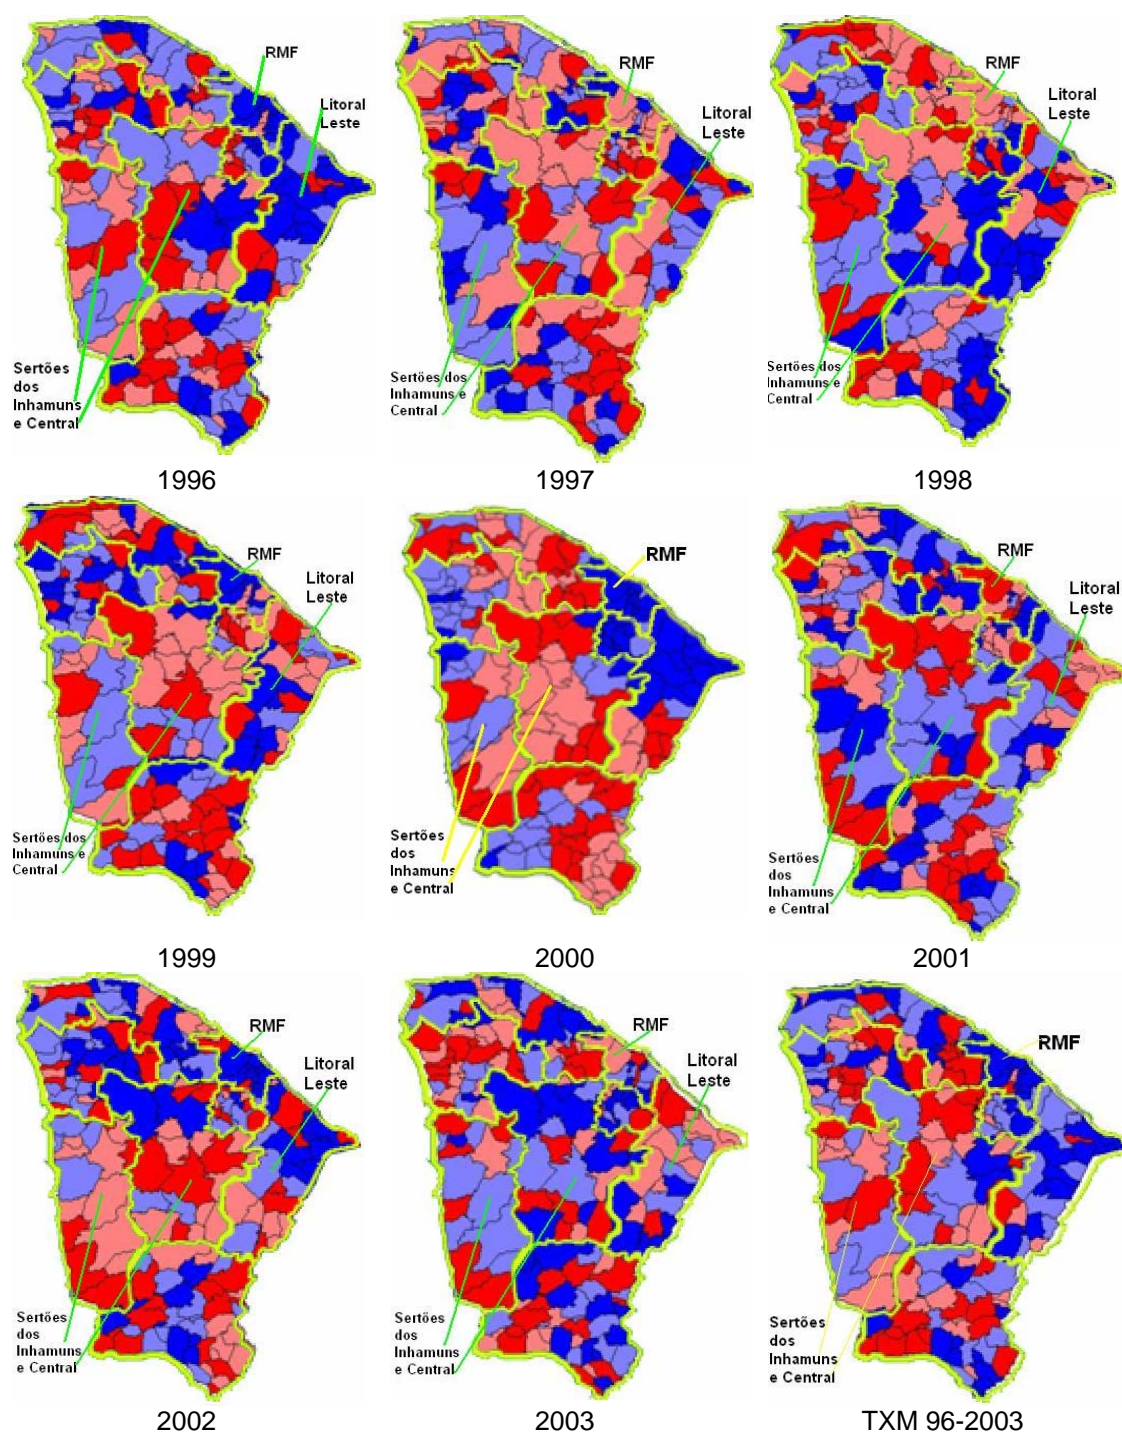 RMF
Litoral
Leste
Sertões
dos
Inhamuns
e Central
1996
RMF
Litoral
Leste
Sertões dos
Inhamuns e
Central
1997
RMF
Litoral
Leste
Sertões dos
Inhamuns e
Central
1998
RMF
Litoral
Leste
Sertões dos
Inhamuns e
Central
1999
RMF
Sertões
dos
Inhamuns
e Central
2000
RMF
Litoral
Leste
Sertões
dos
Inhamuns
e Central
2001
RMF
Litoral
Leste
Sertões
dos
Inhamuns
e Central
2002
RMF
Litoral
Leste
Sertões
dos
Inhamuns
e Central
2003
RMF
Sertões
dos
Inhamuns
e Central
TXM 96-2003